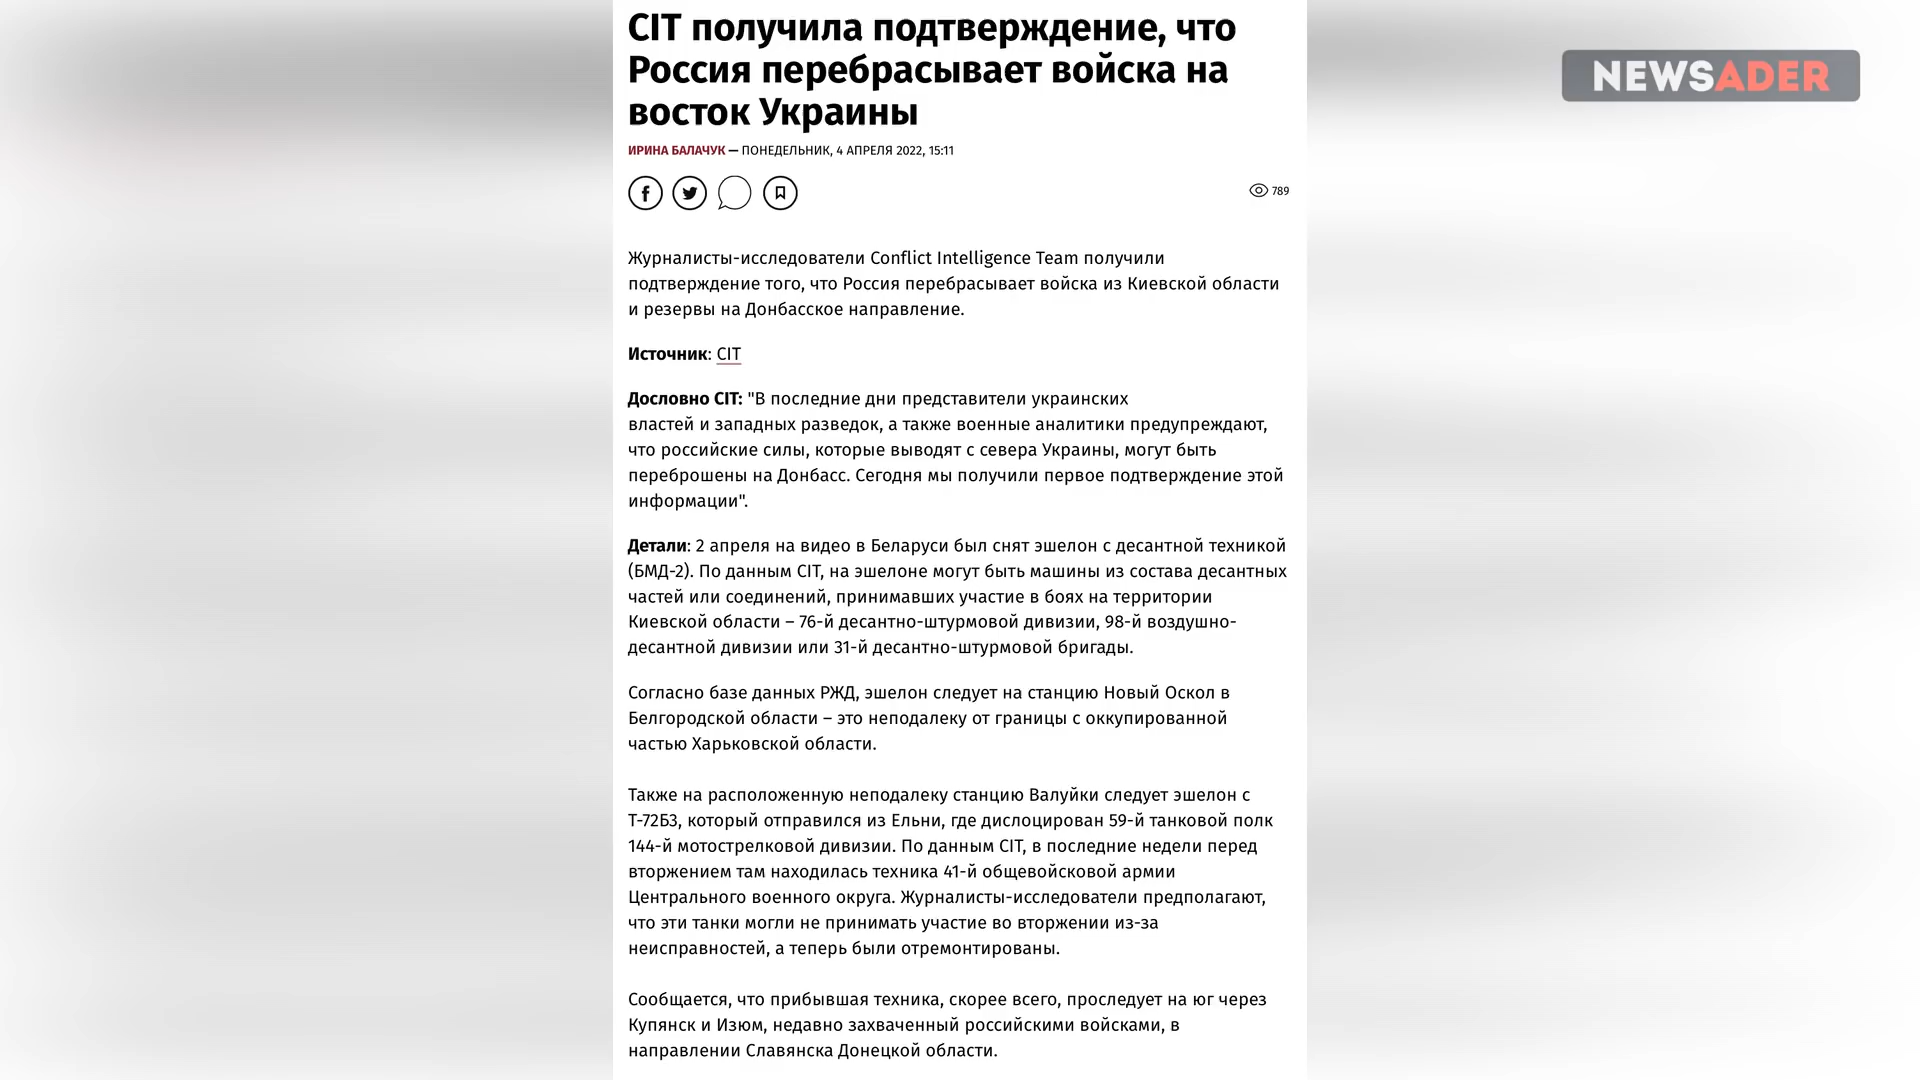 CIT получила подтверждение, что
Россия перебрасывает войска на
восток Украины
NEWSADER
ИРИНА БАЛАЧУК — ПОНЕДЕЛЬНИК, 4 АПРЕЛЯ 2022, 15:11
789
Журналисты-исследователи Conflict Intelligence Team получили
подтверждение того, что Россия перебрасывает войска из Киевской области
и резервы на Донбасское направление.
Источник: CIT
Дословно CIT: "В последние дни представители украинских
властей и западных разведок, а также военные аналитики предупреждают,
что российские силы, которые выводят с севера Украины, могут быть
переброшены на Донбасс. Сегодня мы получили первое подтверждение этой
информации".
Детали: 2 апреля на видео в Беларуси был снят эшелон с десантной техникой
(БМД-2). По данным CIT, на эшелоне могут быть машины из состава десантных
частей или соединений, принимавших участие в боях на территории
Киевской области – 76-й десантно-штурмовой дивизии, 98-й воздушно-
десантной дивизии или 31-й десантно-штурмовой бригады.
Согласно базе данных РЖД, эшелон следует на станцию Новый Оскол в
Белгородской области – это неподалеку от границы с оккупированной
частью Харьковской области.
Также на расположенную неподалеку станцию Валуйки следует эшелон с
Т-72Б3, который отправился из Ельни, где дислоцирован 59-й танковой полк
144-й мотострелковой дивизии. По данным CIT, в последние недели перед
вторжением там находилась техника 41-й общевойсковой армии
Центрального военного округа. Журналисты-исследователи предполагают,
что эти танки могли не принимать участие во вторжении из-за
неисправностей, а теперь были отремонтированы.
Сообщается, что прибывшая техника, скорее всего, проследует на юг через
Купянск и Изюм, недавно захваченный российскими войсками, в
направлении Славянска Донецкой области.